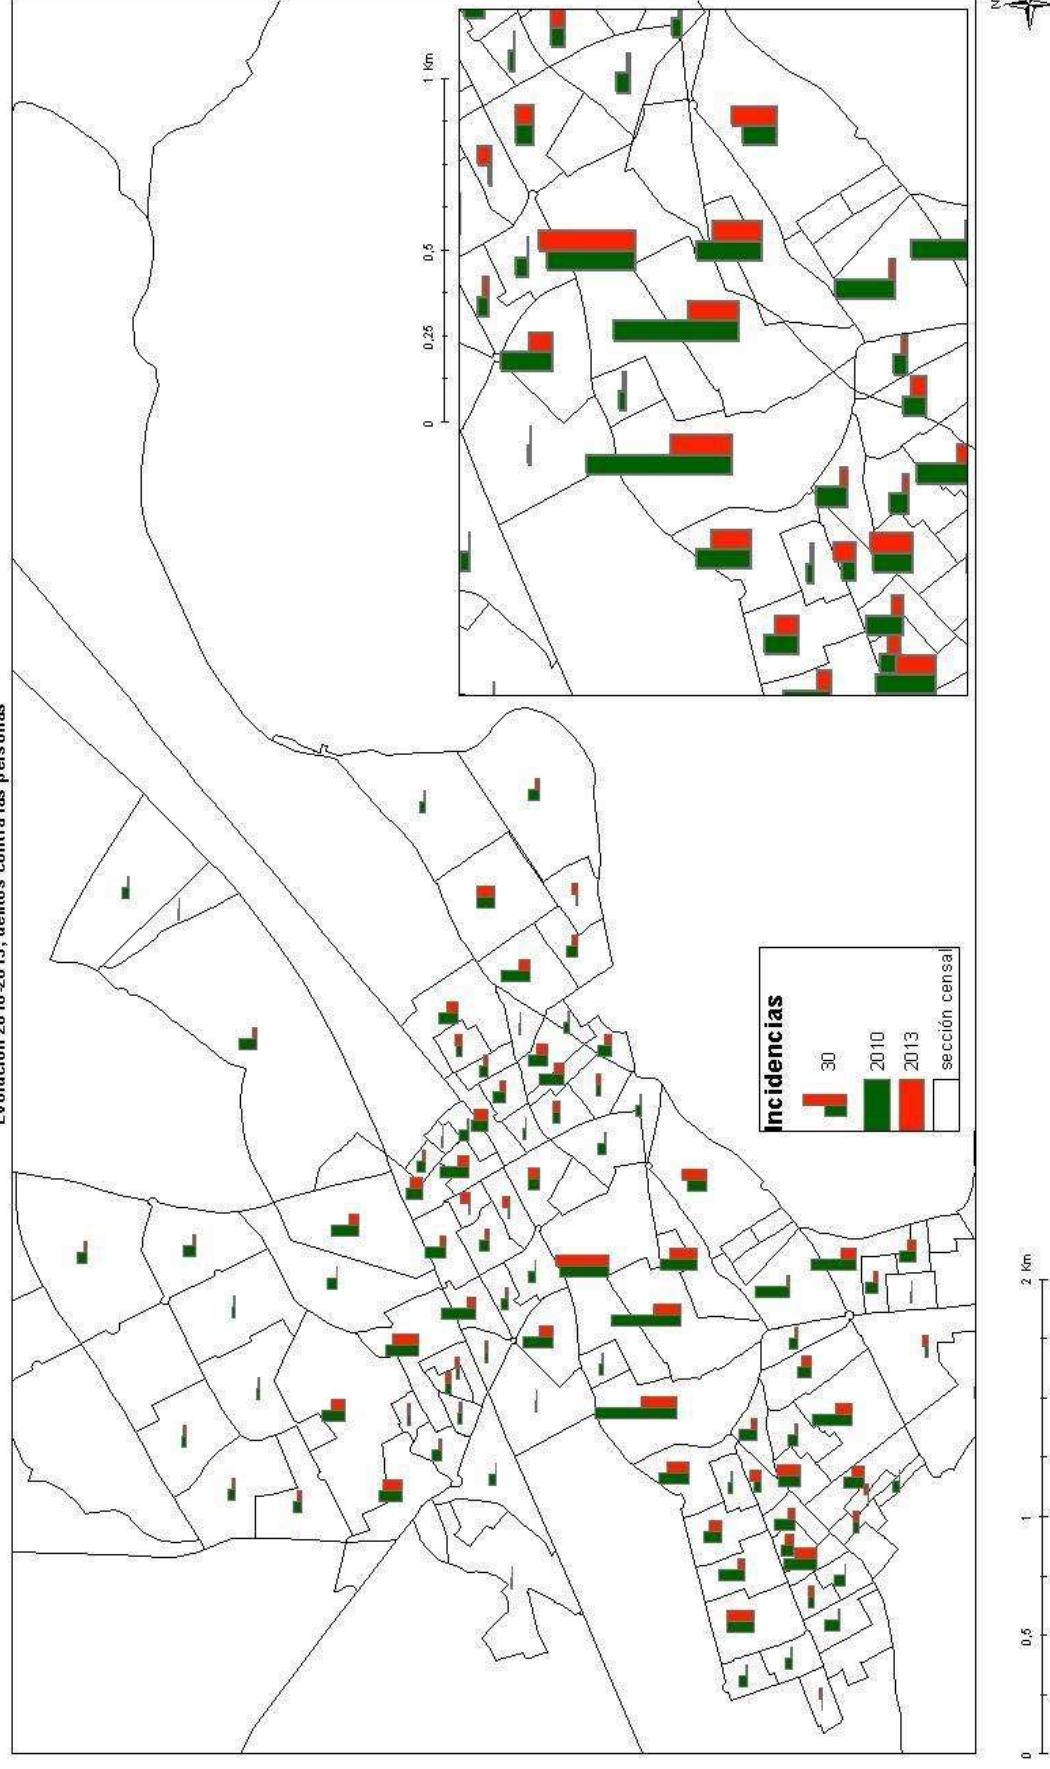 Evolución 2010-2013, delitos contra las personas
N
0 0,25 0,5 1 Km
Incidencias
30
2010
2013
sección censal
0 0,5 1 2 Km